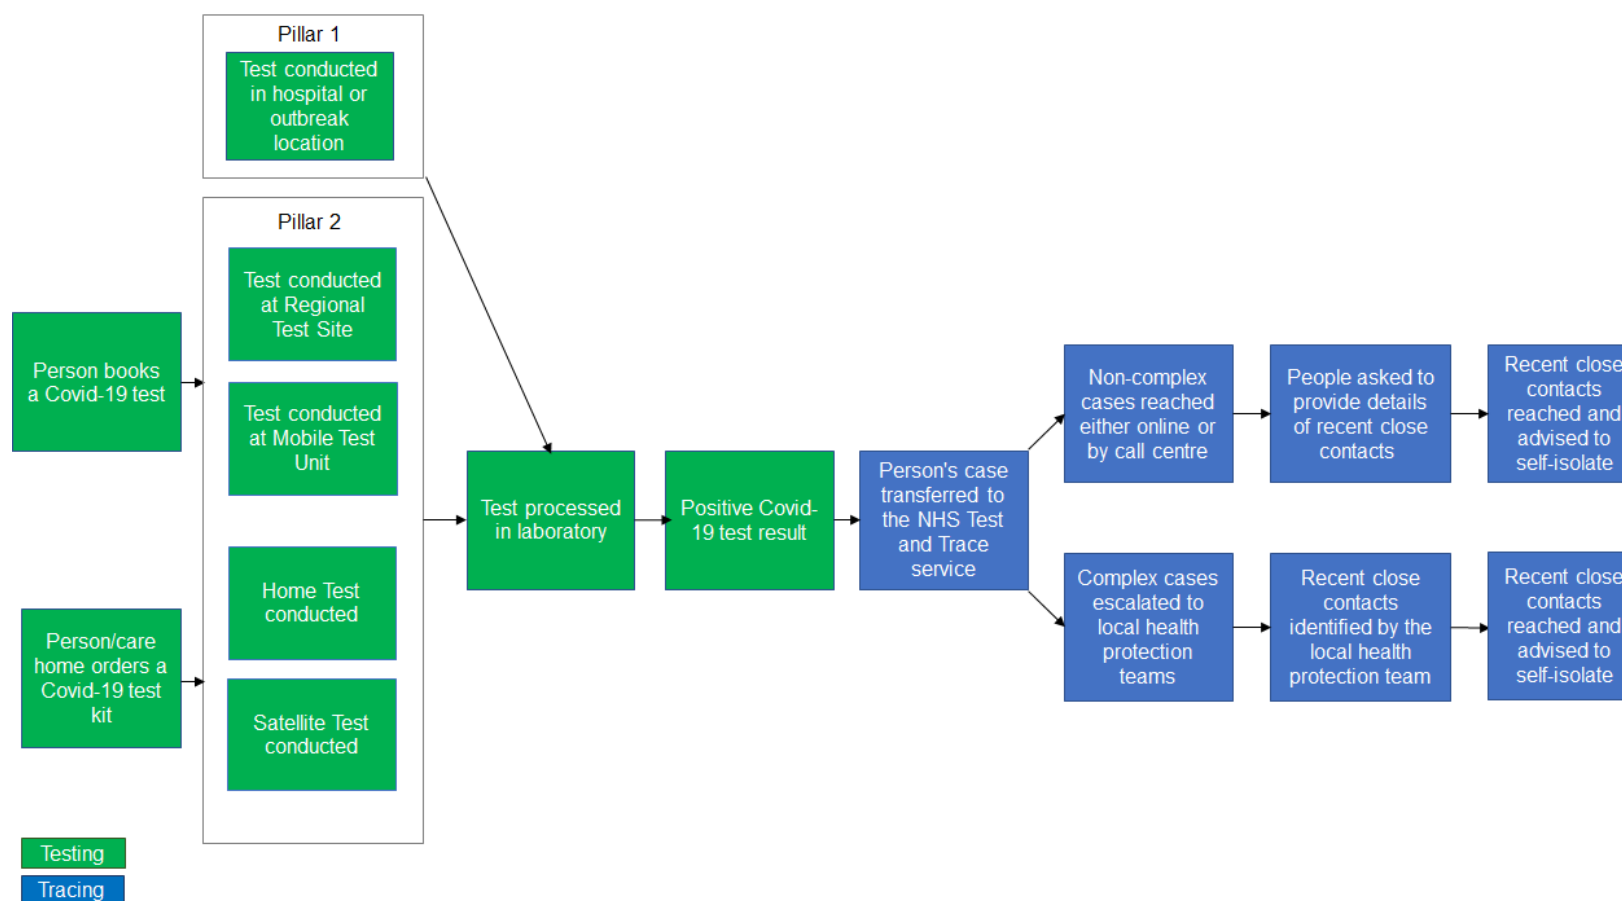 Pillar 1
Test conducted
in hospital or
outbreak
location
Pillar 2
Test conducted
at Regional
Test Site
Test conducted
at Mobile Test
Unit
Home Test
conducted
Satellite Test
conducted
Person books
a Covid-19 test
Person/care
home orders a
Covid-19 test
kit
Test processed
in laboratory
Positive Covid-
19 test result
Person's case
transferred to
the NHS Test
and Trace
service
Non-complex
cases reached
either online or
by call centre
People asked to
provide details
of recent close
contacts
Recent close
contacts
reached and
advised to
self-isolate
Complex cases
escalated to
local health
protection
teams
Recent close
contacts
identified by the
local health
protection team
Recent close
contacts
reached and
advised to
self-isolate
Testing
Tracing